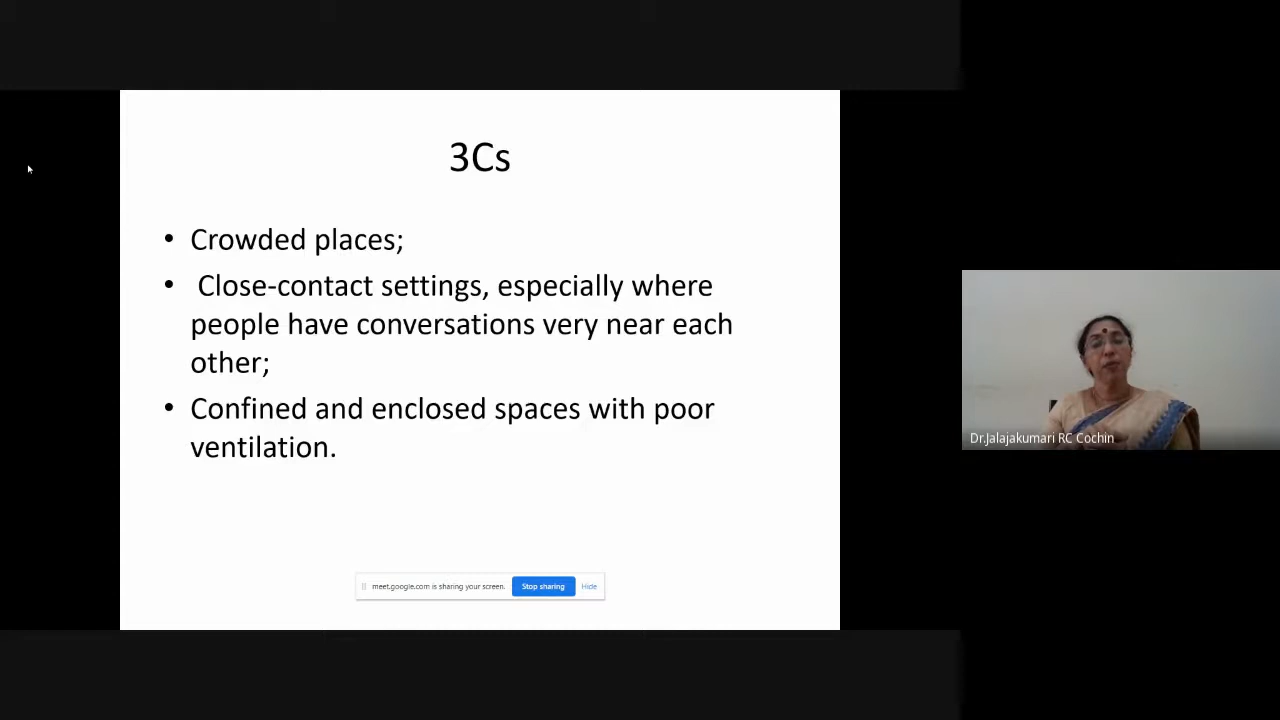 3Cs
• Crowded places;
• Close-contact settings, especially where
people have conversations very near each
other;
• Confined and enclosed spaces with poor
ventilation.
meet.google.com is sharing your screen. Stop sharing Hide
Dr.Jalajakumari RC Cochin